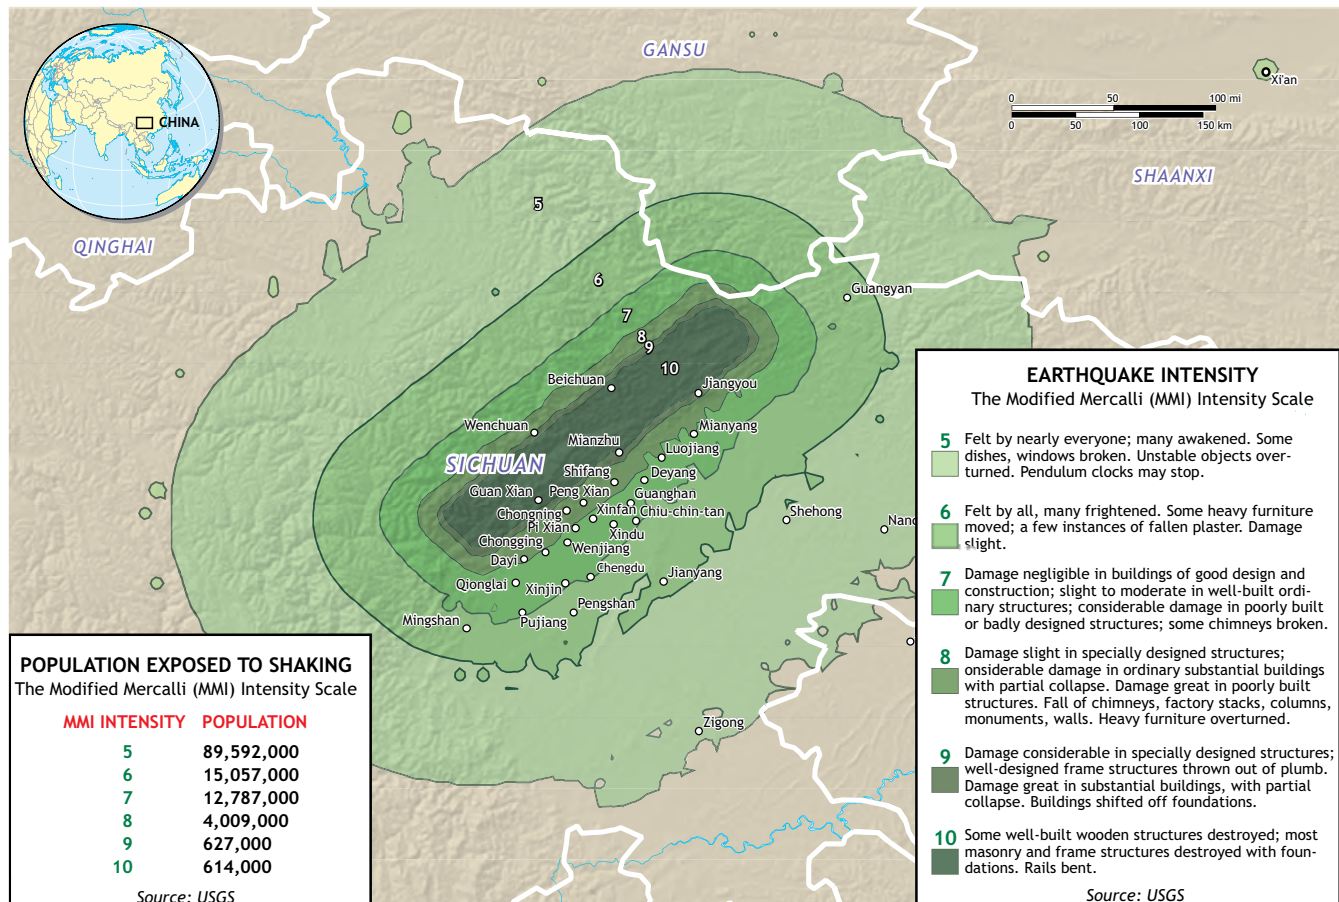 GANSU
Xi'an
0 50 100 mi
0 50 100 150 km
CHINA
SHAANXI
QINGHAI
5
6
7
8
9
10
Guangyan
Beichuan
Jiangyou
Wenchuan
Mianyang
Mianzhu
Luojiang
SICHUAN
Shifang
Deyang
Guan Xian
Peng Xian
Guanghan
Chongning
Xinfan
Chiu-chin-tan
Shehong
Pi Xian
Xindu
Nanc
Chongging
Wenjiang
Dayi
Chengdu
Jianyang
Qionglai
Xinjin
Mingshan
Pujiang
Pengshan
Zigong
POPULATION EXPOSED TO SHAKING
The Modified Mercalli (MMI) Intensity Scale
MMI INTENSITY POPULATION
5 89,592,000
6 15,057,000
7 12,787,000
8 4,009,000
9 627,000
10 614,000
Source: USGS
EARTHQUAKE INTENSITY
The Modified Mercalli (MMI) Intensity Scale
5 Felt by nearly everyone; many awakened. Some
dishes, windows broken. Unstable objects over-
turned. Pendulum clocks may stop.
6 Felt by all, many frightened. Some heavy furniture
moved; a few instances of fallen plaster. Damage
slight.
7 Damage negligible in buildings of good design and
construction; slight to moderate in well-built ordi-
nary structures; considerable damage in poorly built
or badly designed structures; some chimneys broken.
8 Damage slight in specially designed structures;
onsiderable damage in ordinary substantial buildings
with partial collapse. Damage great in poorly built
structures. Fall of chimneys, factory stacks, columns,
monuments, walls. Heavy furniture overturned.
9 Damage considerable in specially designed structures;
well-designed frame structures thrown out of plumb.
Damage great in substantial buildings, with partial
collapse. Buildings shifted off foundations.
10 Some well-built wooden structures destroyed; most
masonry and frame structures destroyed with foun-
dations. Rails bent.
Source: USGS